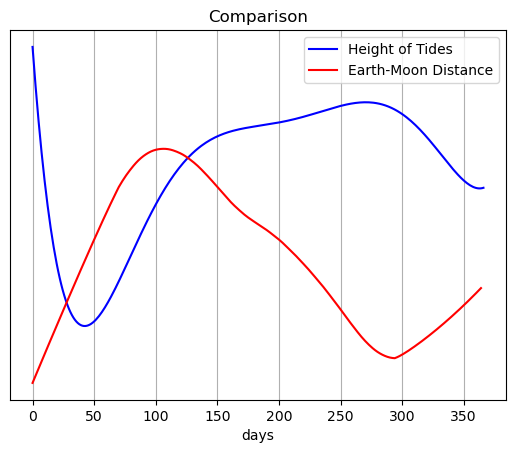 Comparison
Height of Tides
Earth-Moon Distance
0 50 100 150 200 250 300 350
days